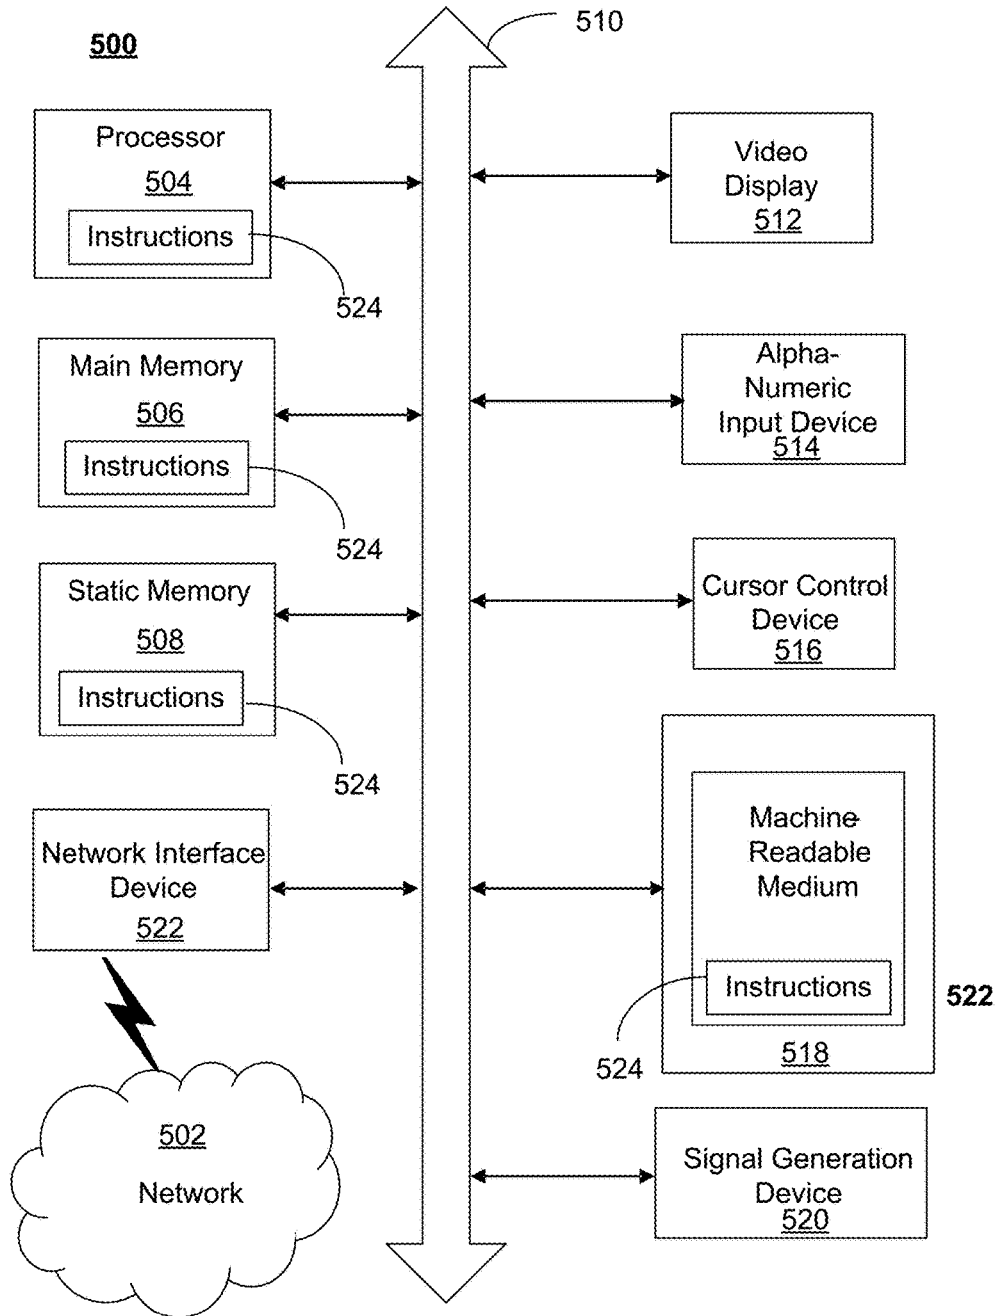 500
510
Processor
504
Instructions
524
Main Memory
506
Instructions
524
Static Memory
508
Instructions
524
Network Interface
Device
522
502
Network
Video
Display
512
Alpha-
Numeric
Input Device
514
Cursor Control
Device
516
Machine-
Readable
Medium
Instructions
524
518
522
Signal Generation
Device
520